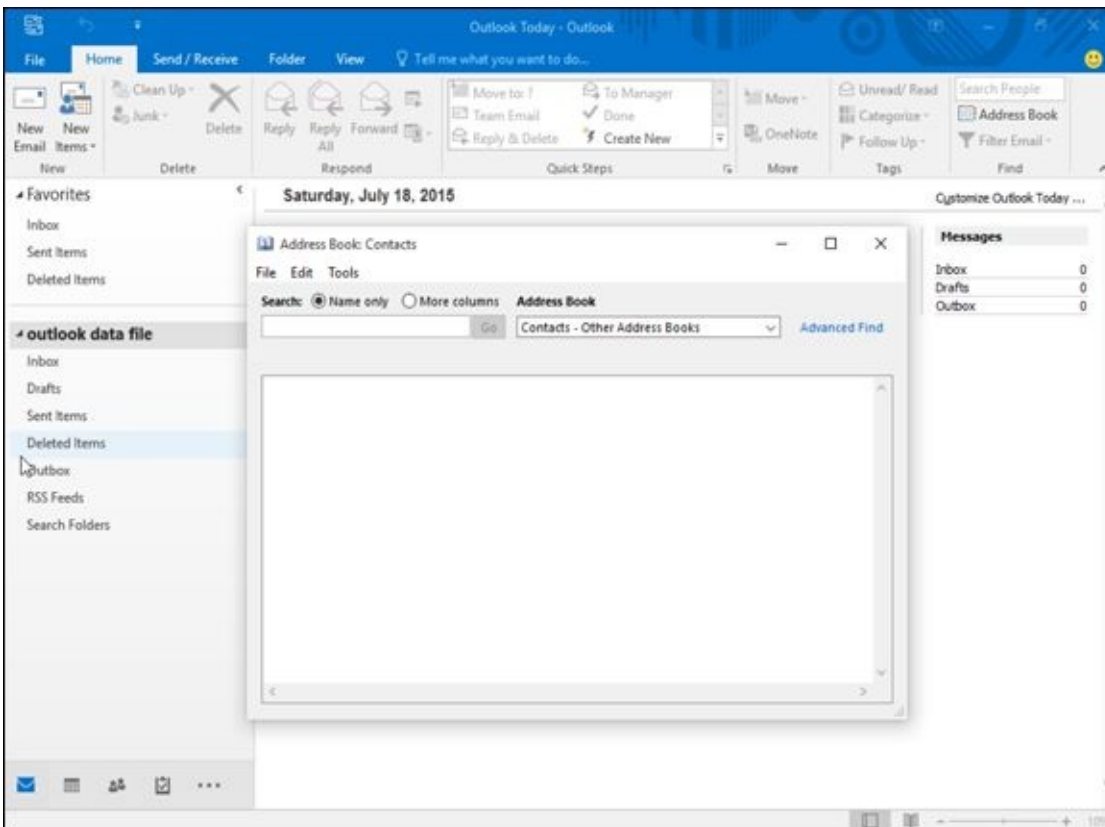 Outlook Today - Outlook
File Home Send / Receive Folder View Tell me what you want to do...
New Email
New Items
Clean Up
Junk
Delete
Reply
Reply All
Forward
Move to: ?
Team Email
Reply & Delete
To Manager
Done
Create New
Move
OneNote
Unread/ Read
Categorize
Follow Up
Search People
Address Book
Filter Email
New Delete Respond Quick Steps Move Tags Find
Favorites
Inbox
Sent Items
Deleted Items
outlook data file
Inbox
Drafts
Sent Items
Deleted Items
Outbox
RSS Feeds
Search Folders
Saturday, July 18, 2015
Customize Outlook Today ...
Messages
Inbox 0
Drafts 0
Outbox 0
Address Book: Contacts
File Edit Tools
Search: Name only More columns Address Book
Go Contacts - Other Address Books Advanced Find